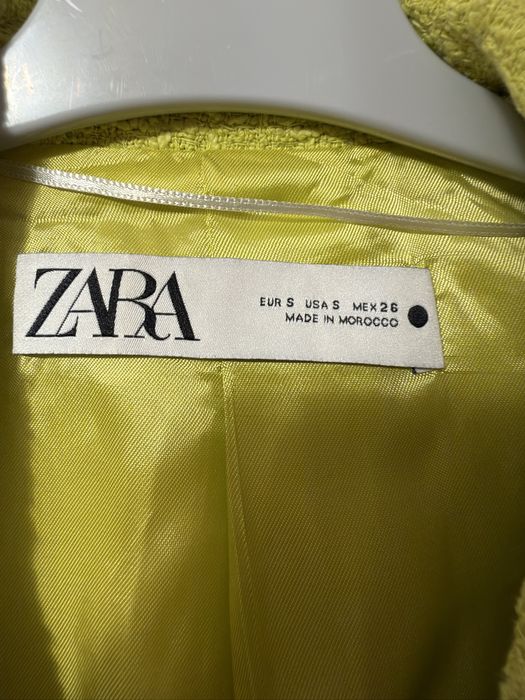 ZARA
EUR S USA S MEX 26
MADE IN MOROCCO